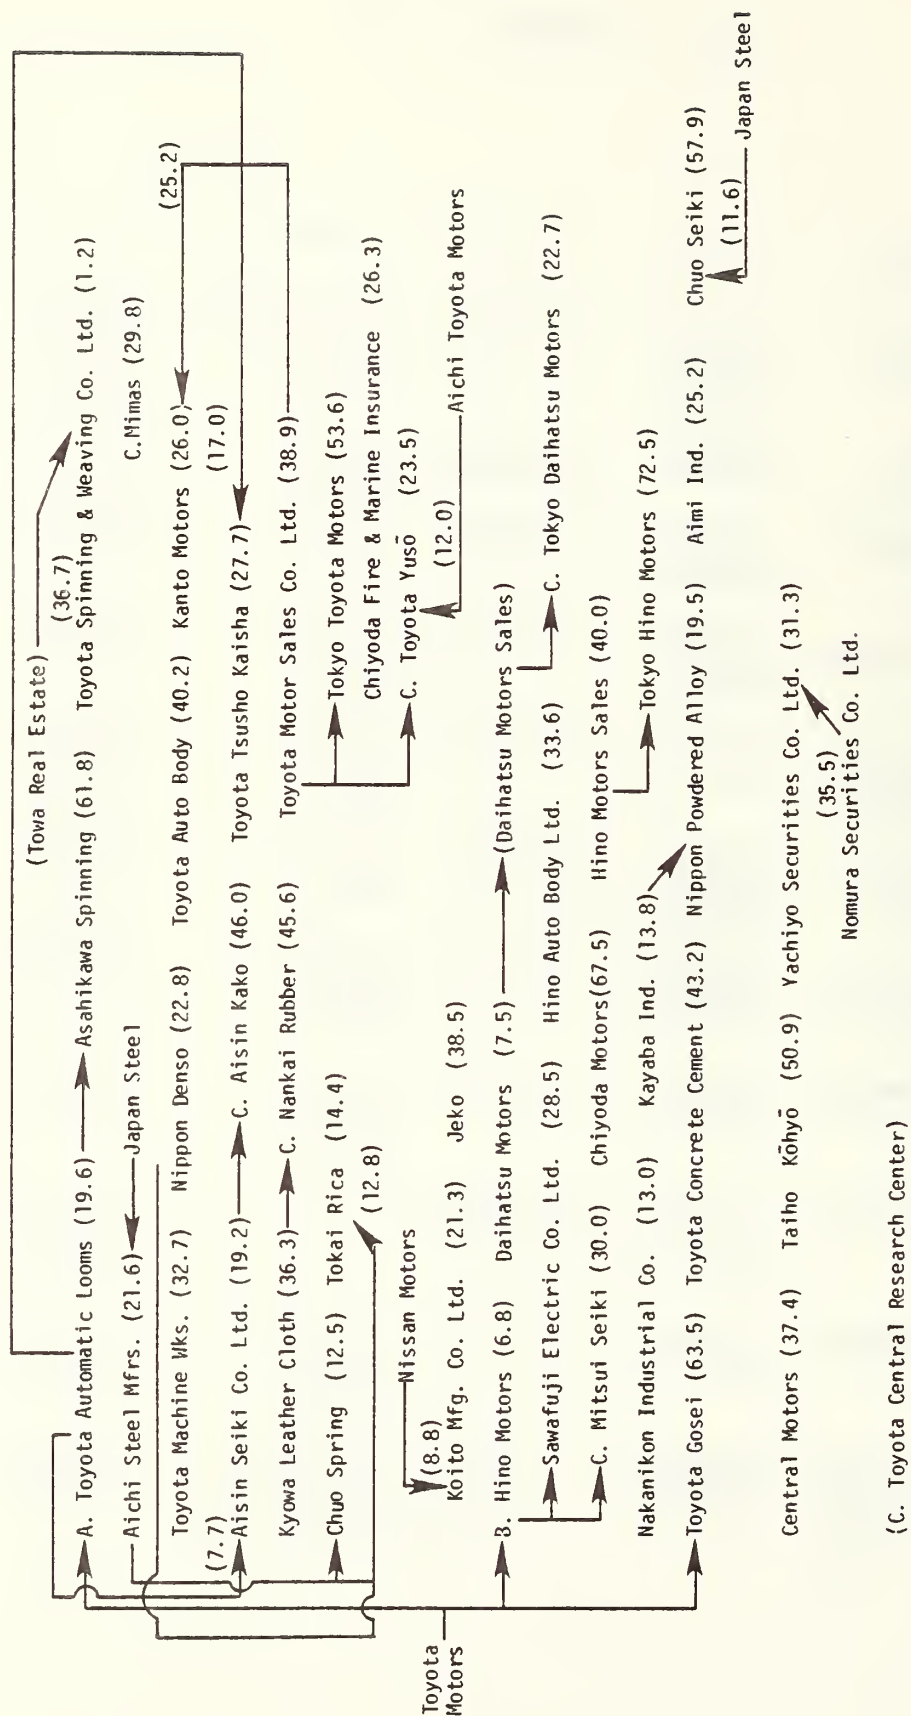 (Towa Real Estate)
(36.7)
A. Toyota Automatic Looms (19.6) Asahikawa Spinning (61.8) Toyota Spinning & Weaving Co. Ltd. (1.2)
Aichi Steel Mfrs. (21.6) Japan Steel C.Mimas (29.8)
(25.2)
Toyota Machine Wks. (32.7) Nippon Denso (22.8) Toyota Auto Body (40.2) Kanto Motors (26.0)
(7.7) (17.0)
Aisin Seiki Co. Ltd. (19.2) C. Aisin Kako (46.0) Toyota Tsusho Kaisha (27.7)
Kyowa Leather Cloth (36.3) C. Nankai Rubber (45.6) Toyota Motor Sales Co. Ltd. (38.9)
Chuo Spring (12.5) Tokai Rica (14.4) Tokyo Toyota Motors (53.6)
(12.8) Chiyoda Fire & Marine Insurance (26.3)
Nissan Motors C. Toyota Yusō (23.5)
(8.8) (12.0)
Koito Mfg. Co. Ltd. (21.3) Jeko (38.5) Aichi Toyota Motors
Toyota
Motors
B. Hino Motors (6.8) Daihatsu Motors (7.5) (Daihatsu Motors Sales)
Sawafuji Electric Co. Ltd. (28.5) Hino Auto Body Ltd. (33.6) C. Tokyo Daihatsu Motors (22.7)
C. Mitsui Seiki (30.0) Chiyoda Motors(67.5) Hino Motors Sales (40.0)
Nakanikon Industrial Co. (13.0) Kayaba Ind. (13.8) Tokyo Hino Motors (72.5)
Toyota Gosei (63.5) Toyota Concrete Cement (43.2) Nippon Powdered Alloy (19.5) Aimi Ind. (25.2) Chuo Seiki (57.9)
(11.6)
Japan Steel
Central Motors (37.4) Taiho Kōhyō (50.9) Yachiyo Securities Co. Ltd. (31.3)
(35.5)
Nomura Securities Co. Ltd.
(C. Toyota Central Research Center)